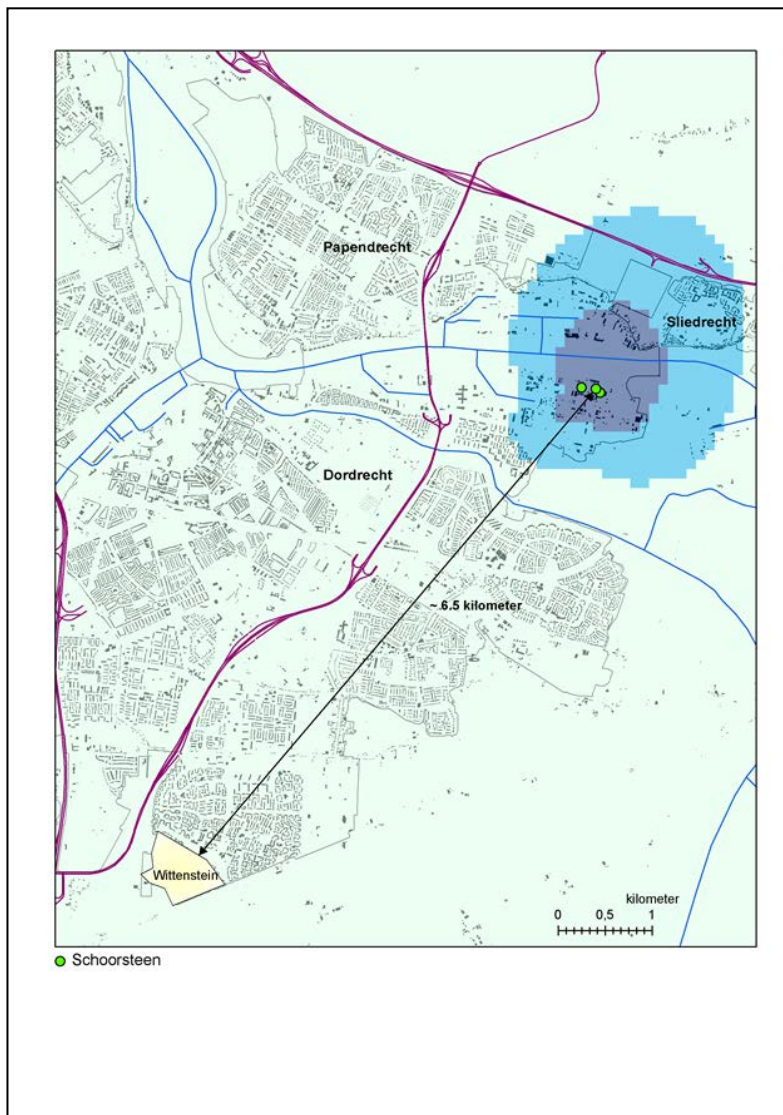 Papendrecht
Sliedrecht
Dordrecht
~ 6.5 kilometer
Wittenstein
kilometer
0 0,5 1
Schoorsteen